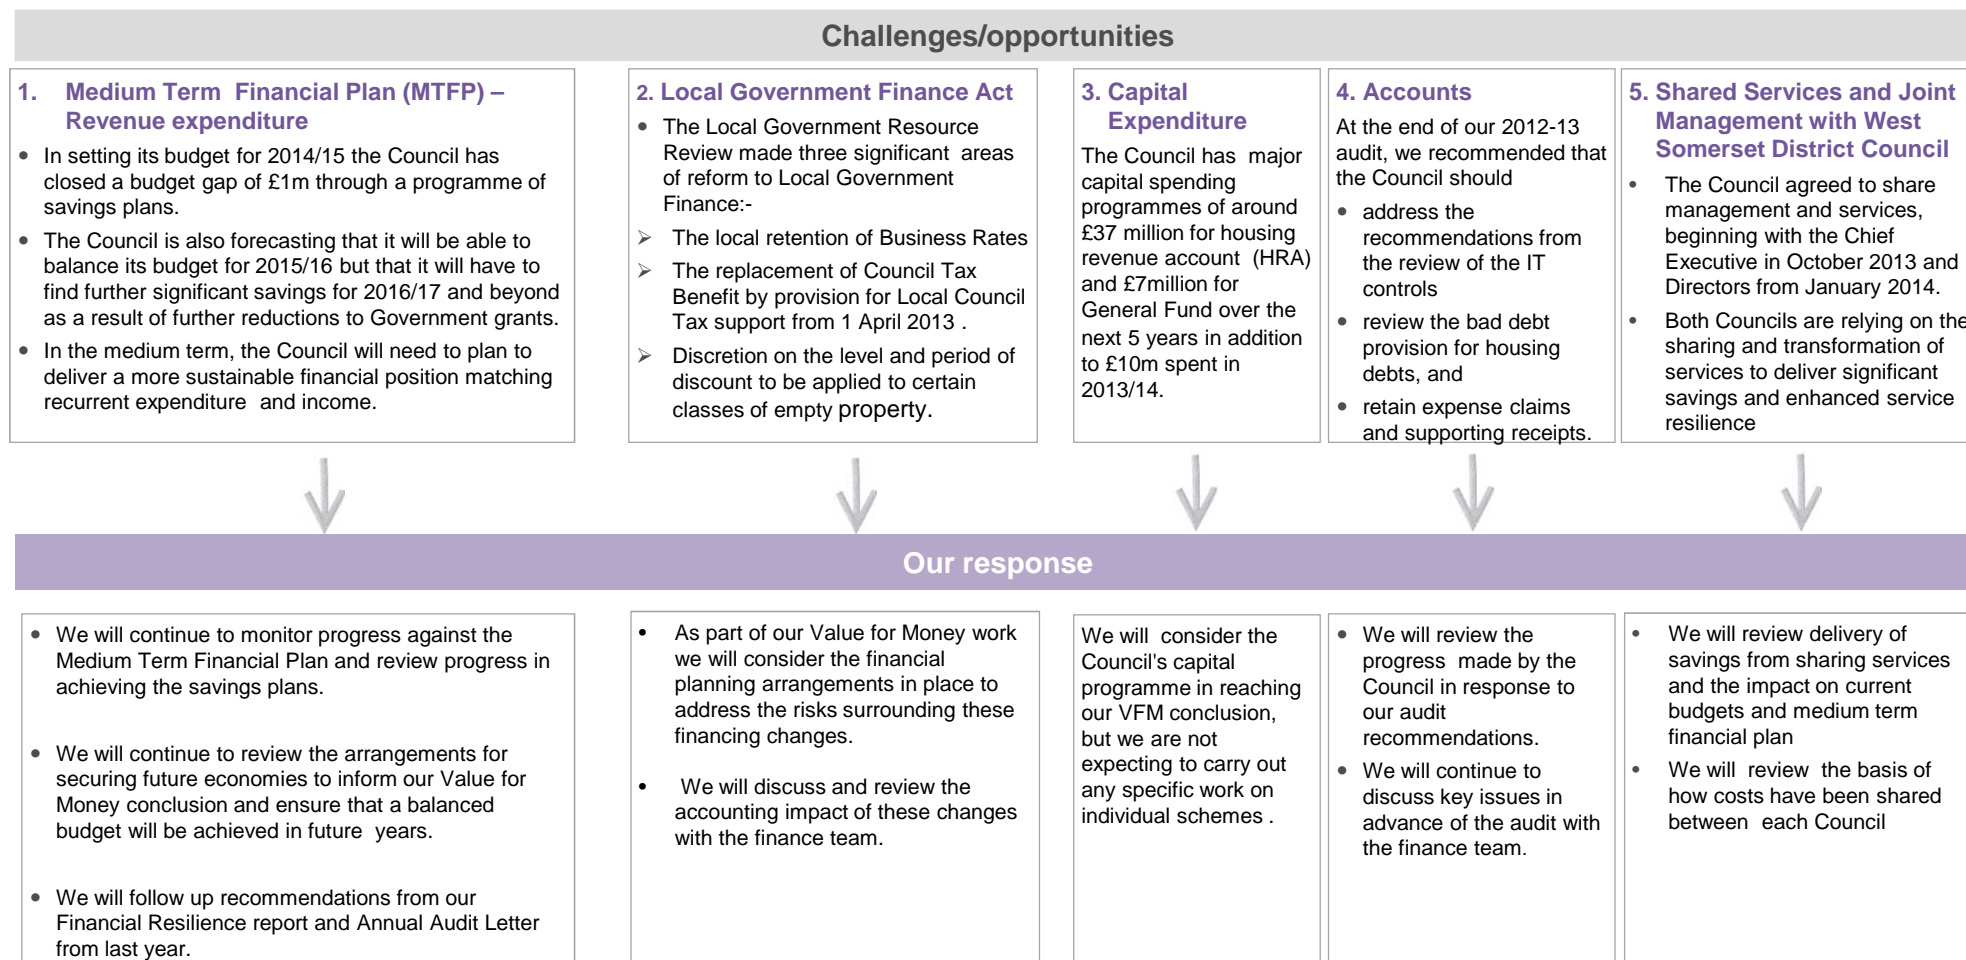 Challenges/opportunities
1. Medium Term Financial Plan (MTFP) –
Revenue expenditure
• In setting its budget for 2014/15 the Council has
closed a budget gap of £1m through a programme of
savings plans.
• The Council is also forecasting that it will be able to
balance its budget for 2015/16 but that it will have to
find further significant savings for 2016/17 and beyond
as a result of further reductions to Government grants.
• In the medium term, the Council will need to plan to
deliver a more sustainable financial position matching
recurrent expenditure and income.
2. Local Government Finance Act
• The Local Government Resource
Review made three significant areas
of reform to Local Government
Finance:-
➢ The local retention of Business Rates
➢ The replacement of Council Tax
Benefit by provision for Local Council
Tax support from 1 April 2013 .
➢ Discretion on the level and period of
discount to be applied to certain
classes of empty property.
3. Capital
Expenditure
The Council has major
capital spending
programmes of around
£37 million for housing
revenue account (HRA)
and £7million for
General Fund over the
next 5 years in addition
to £10m spent in
2013/14.
4. Accounts
At the end of our 2012-13
audit, we recommended that
the Council should
• address the
recommendations from
the review of the IT
controls
• review the bad debt
provision for housing
debts, and
• retain expense claims
and supporting receipts.
5. Shared Services and Joint
Management with West
Somerset District Council
• The Council agreed to share
management and services,
beginning with the Chief
Executive in October 2013 and
Directors from January 2014.
• Both Councils are relying on the
sharing and transformation of
services to deliver significant
savings and enhanced service
resilience
Our response
• We will continue to monitor progress against the
Medium Term Financial Plan and review progress in
achieving the savings plans.
• We will continue to review the arrangements for
securing future economies to inform our Value for
Money conclusion and ensure that a balanced
budget will be achieved in future years.
• We will follow up recommendations from our
Financial Resilience report and Annual Audit Letter
from last year.
• As part of our Value for Money work
we will consider the financial
planning arrangements in place to
address the risks surrounding these
financing changes.
• We will discuss and review the
accounting impact of these changes
with the finance team.
We will consider the
Council's capital
programme in reaching
our VFM conclusion,
but we are not
expecting to carry out
any specific work on
individual schemes .
• We will review the
progress made by the
Council in response to
our audit
recommendations.
• We will continue to
discuss key issues in
advance of the audit with
the finance team.
• We will review delivery of
savings from sharing services
and the impact on current
budgets and medium term
financial plan
• We will review the basis of
how costs have been shared
between each Council